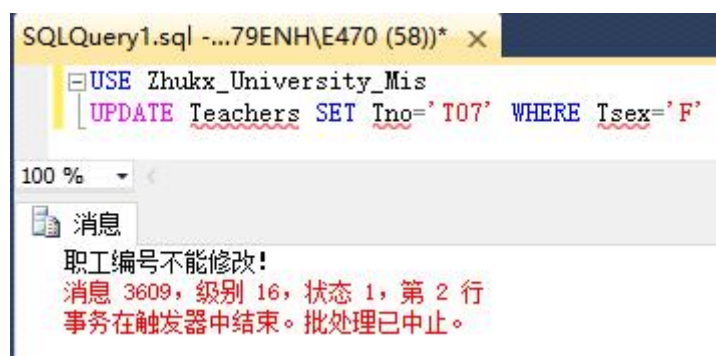 SQLQuery1.sql -...79ENH\E470 (58))* ×
USE Zhukx_University_Mis
UPDATE Teachers SET Tno='T07' WHERE Tsex='F'
100 %
消息
职工编号不能修改!
消息 3609，级别 16，状态 1，第 2 行
事务在触发器中结束。批处理已中止。